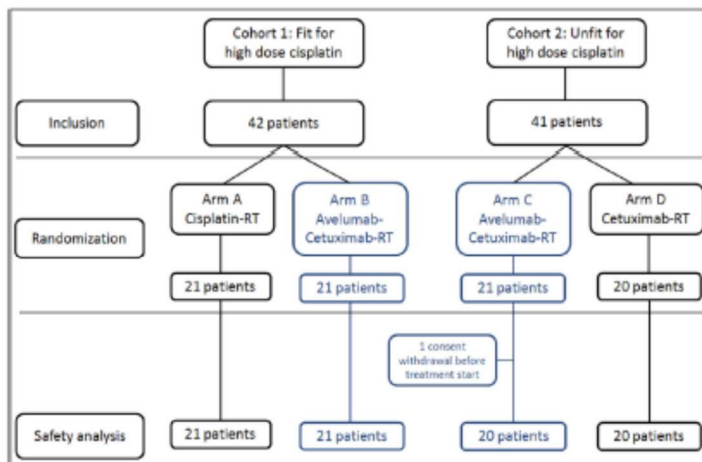 Cohort 1: Fit for
high dose cisplatin
Cohort 2: Unfit for
high dose cisplatin
Inclusion
42 patients
41 patients
Randomization
Arm A
Cisplatin-RT
Arm B
Avelumab-
Cetuximab-RT
Arm C
Avelumab-
Cetuximab-RT
Arm D
Cetuximab-RT
21 patients
21 patients
21 patients
20 patients
1 consent
withdrawal before
treatment start
Safety analysis
21 patients
21 patients
20 patients
20 patients